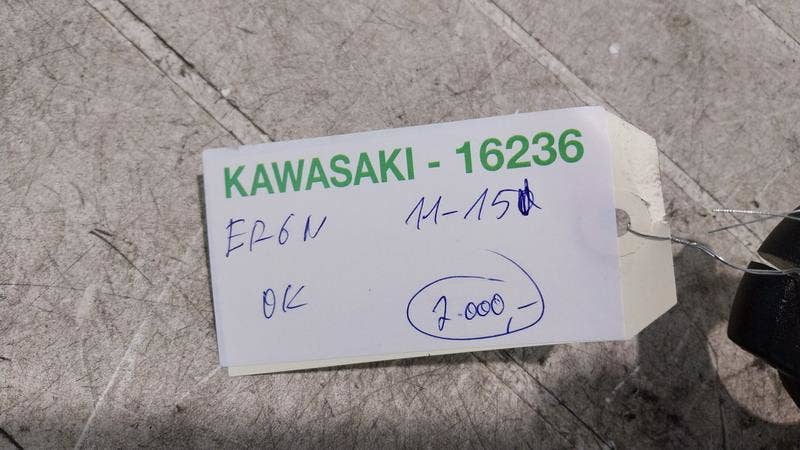 KAWASAKI - 16236
ER6N 11-15
OK 2.000,-